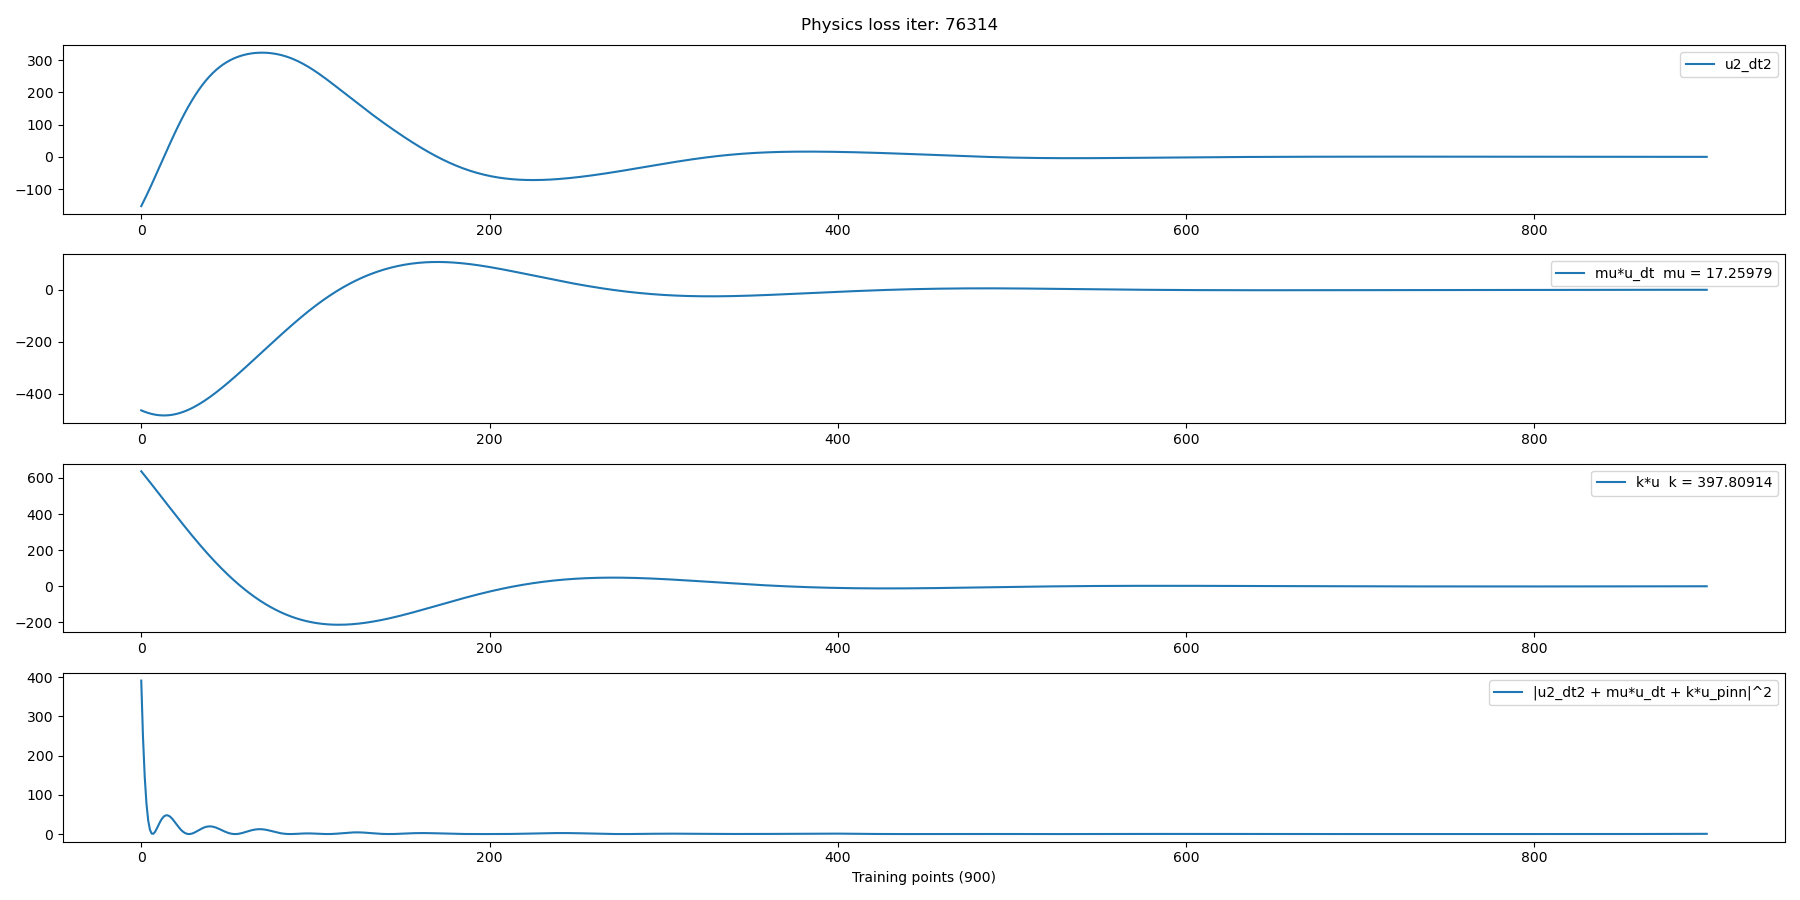 Physics loss iter: 76314
300
200
100
0
−100
u2_dt2
0 200 400 600 800
0
−200
−400
mu*u_dt  mu = 17.25979
0 200 400 600 800
600
400
200
0
−200
k*u  k = 397.80914
0 200 400 600 800
400
300
200
100
0
|u2_dt2 + mu*u_dt + k*u_pinn|^2
0 200 400 600 800
Training points (900)